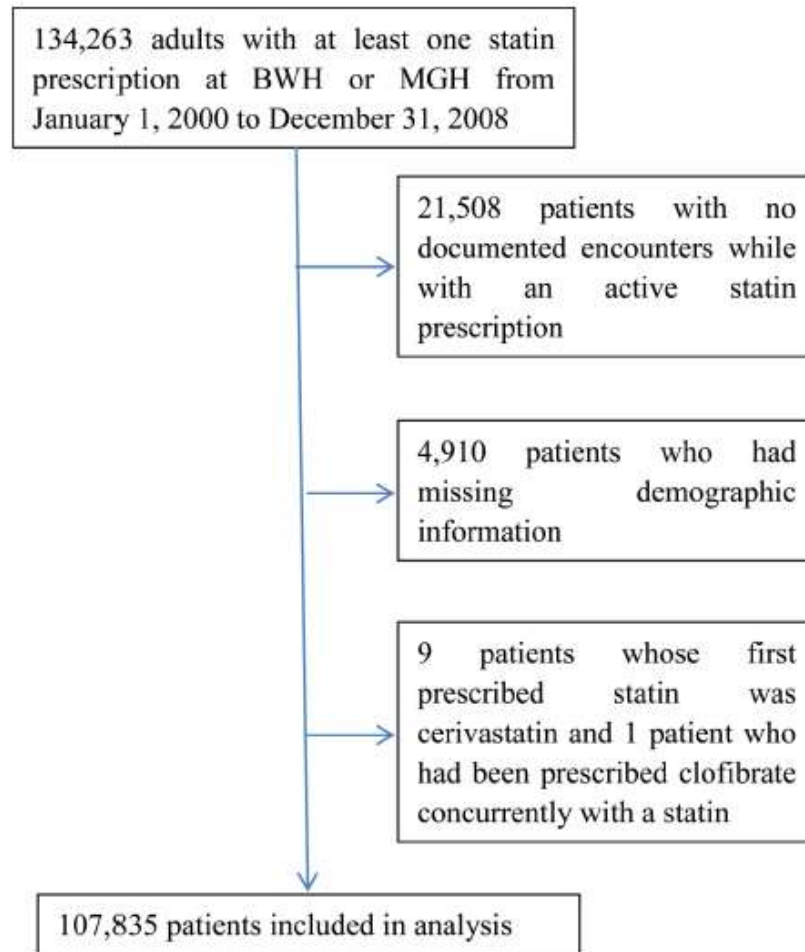 134,263 adults with at least one statin
prescription at BWH or MGH from
January 1, 2000 to December 31, 2008
21,508 patients with no
documented encounters while
with an active statin
prescription
4,910 patients who had
missing demographic
information
9 patients whose first
prescribed statin was
cerivastatin and 1 patient who
had been prescribed clofibrate
concurrently with a statin
107,835 patients included in analysis